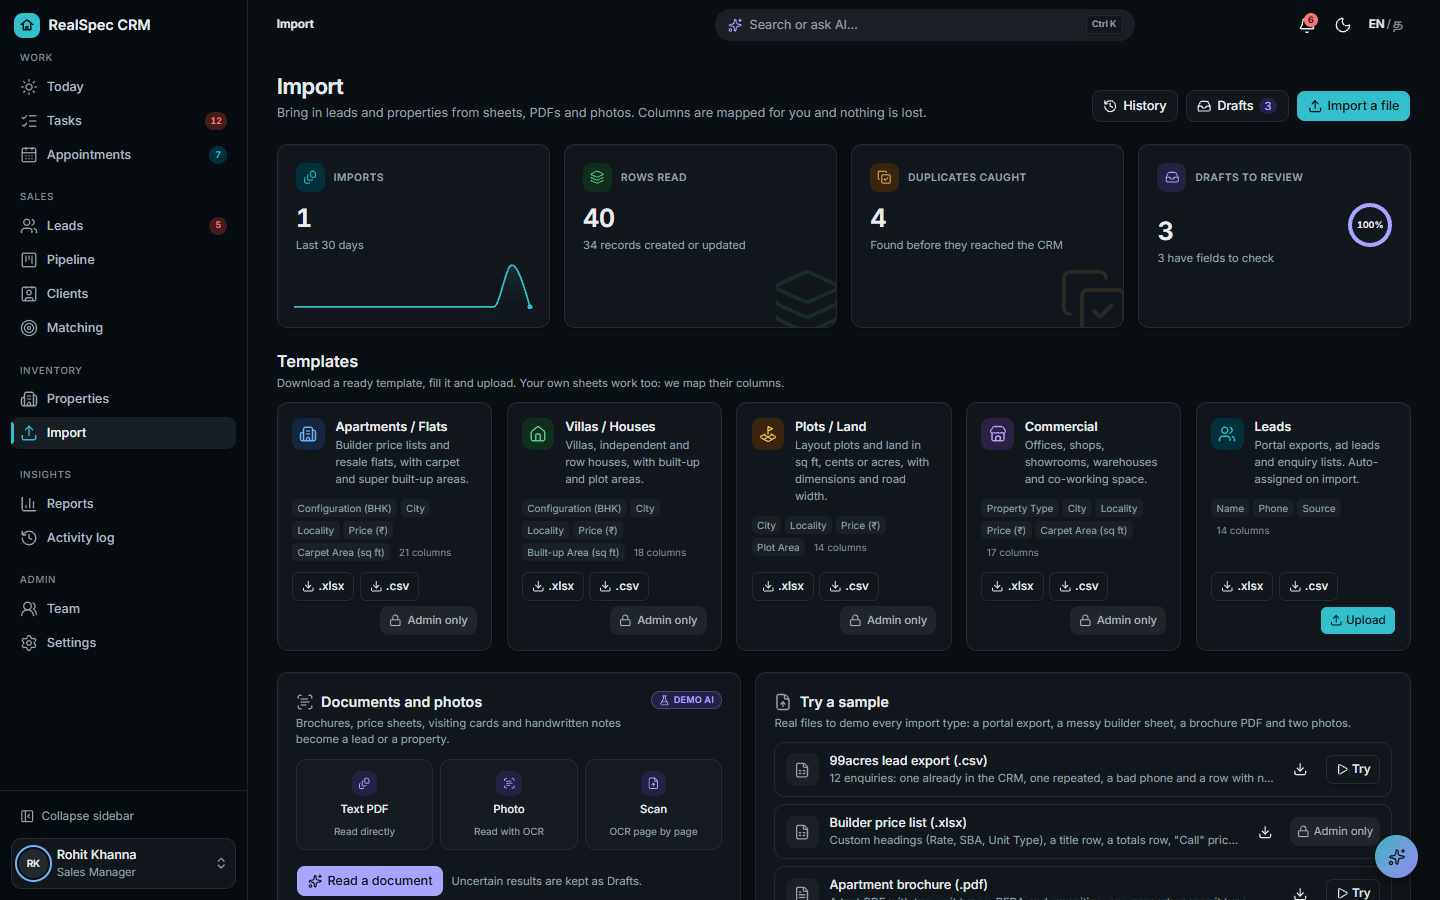 RealSpec CRM
WORK
Today
Tasks 12
Appointments 7
SALES
Leads 5
Pipeline
Clients
Matching
INVENTORY
Properties
Import
INSIGHTS
Reports
Activity log
ADMIN
Team
Settings
Collapse sidebar
RK Rohit Khanna
Sales Manager
Import
Search or ask AI... Ctrl K
6
EN / த
Import
Bring in leads and properties from sheets, PDFs and photos. Columns are mapped for you and nothing is lost.
History
Drafts 3
Import a file
IMPORTS
1
Last 30 days
ROWS READ
40
34 records created or updated
DUPLICATES CAUGHT
4
Found before they reached the CRM
DRAFTS TO REVIEW
3
3 have fields to check
100%
Templates
Download a ready template, fill it and upload. Your own sheets work too: we map their columns.
Apartments / Flats
Builder price lists and
resale flats, with carpet
and super built-up areas.
Configuration (BHK) City
Locality Price (₹)
Carpet Area (sq ft) 21 columns
.xlsx .csv
Admin only
Villas / Houses
Villas, independent and
row houses, with built-up
and plot areas.
Configuration (BHK) City
Locality Price (₹)
Built-up Area (sq ft) 18 columns
.xlsx .csv
Admin only
Plots / Land
Layout plots and land in
sq ft, cents or acres, with
dimensions and road
width.
City Locality Price (₹)
Plot Area 14 columns
.xlsx .csv
Admin only
Commercial
Offices, shops,
showrooms, warehouses
and co-working space.
Property Type City Locality
Price (₹) Carpet Area (sq ft)
17 columns
.xlsx .csv
Admin only
Leads
Portal exports, ad leads
and enquiry lists. Auto-
assigned on import.
Name Phone Source
14 columns
.xlsx .csv
Upload
Documents and photos
DEMO AI
Brochures, price sheets, visiting cards and handwritten notes
become a lead or a property.
Text PDF
Read directly
Photo
Read with OCR
Scan
OCR page by page
Read a document
Uncertain results are kept as Drafts.
Try a sample
Real files to demo every import type: a portal export, a messy builder sheet, a brochure PDF and two photos.
99acres lead export (.csv)
12 enquiries: one already in the CRM, one repeated, a bad phone and a row with n...
Try
Builder price list (.xlsx)
Custom headings (Rate, SBA, Unit Type), a title row, a totals row, "Call" pric...
Admin only
Apartment brochure (.pdf)
Try